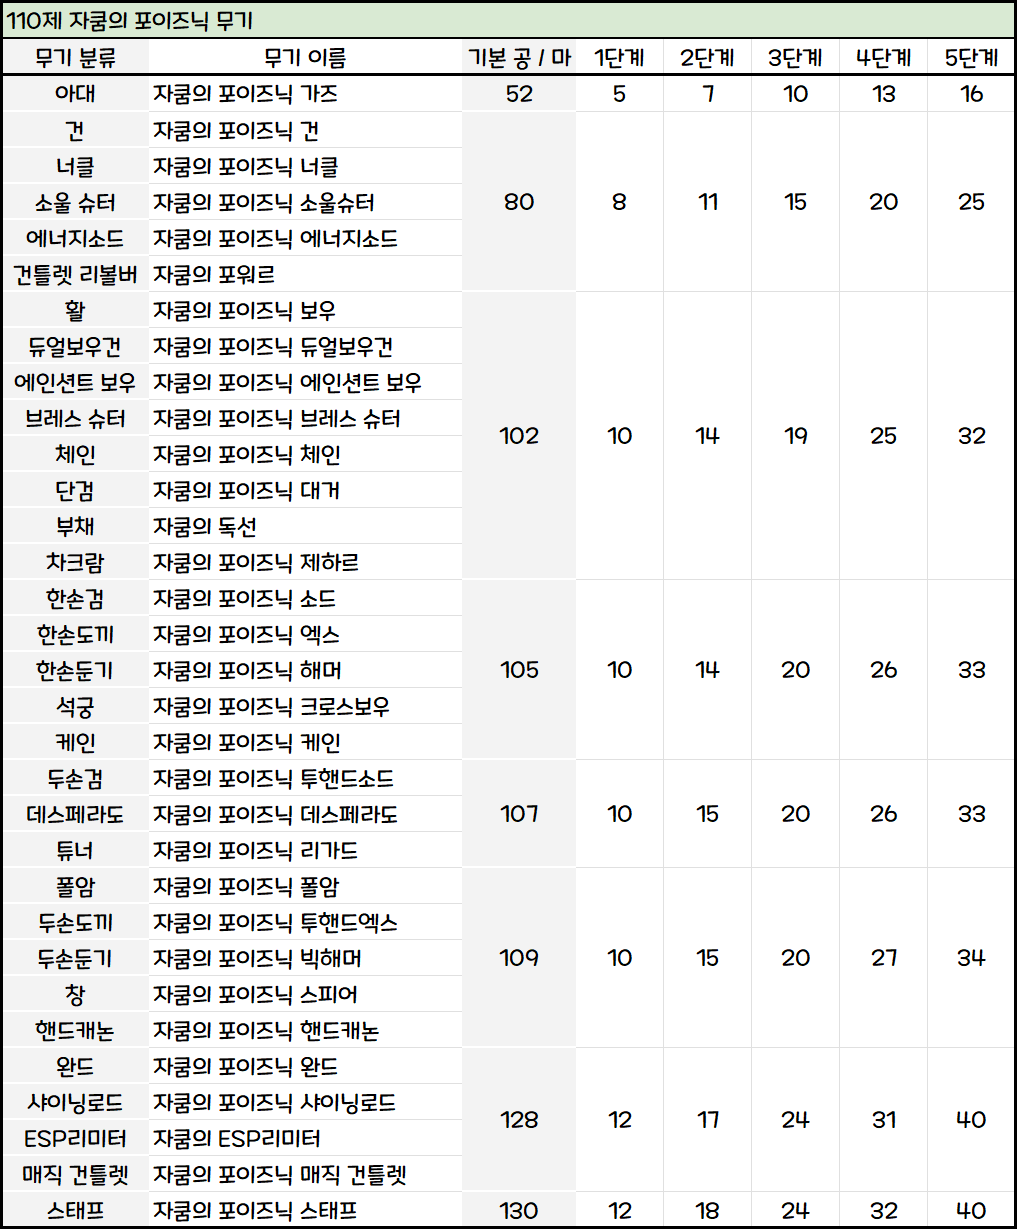 110제 자쿰의 포이즈닉 무기
무기 분류 무기 이름 기본 공 / 마 1단계 2단계 3단계 4단계 5단계
아대 자쿰의 포이즈닉 가즈 52 5 7 10 13 16
건 자쿰의 포이즈닉 건
너클 자쿰의 포이즈닉 너클
소울 슈터 자쿰의 포이즈닉 소울슈터 80 8 11 15 20 25
에너지소드 자쿰의 포이즈닉 에너지소드
건틀렛 리볼버 자쿰의 포워르
활 자쿰의 포이즈닉 보우
듀얼보우건 자쿰의 포이즈닉 듀얼보우건
에인션트 보우 자쿰의 포이즈닉 에인션트 보우
브레스 슈터 자쿰의 포이즈닉 브레스 슈터 102 10 14 19 25 32
체인 자쿰의 포이즈닉 체인
단검 자쿰의 포이즈닉 대거
부채 자쿰의 독선
차크람 자쿰의 포이즈닉 제하르
한손검 자쿰의 포이즈닉 소드
한손도끼 자쿰의 포이즈닉 엑스
한손둔기 자쿰의 포이즈닉 해머 105 10 14 20 26 33
석궁 자쿰의 포이즈닉 크로스보우
케인 자쿰의 포이즈닉 케인
두손검 자쿰의 포이즈닉 투핸드소드
데스페라도 자쿰의 포이즈닉 데스페라도 107 10 15 20 26 33
튜너 자쿰의 포이즈닉 리가드
폴암 자쿰의 포이즈닉 폴암
두손도끼 자쿰의 포이즈닉 투핸드엑스
두손둔기 자쿰의 포이즈닉 빅해머 109 10 15 20 27 34
창 자쿰의 포이즈닉 스피어
핸드캐논 자쿰의 포이즈닉 핸드캐논
완드 자쿰의 포이즈닉 완드
샤이닝로드 자쿰의 포이즈닉 샤이닝로드 128 12 17 24 31 40
ESP리미터 자쿰의 ESP리미터
매직 건틀렛 자쿰의 포이즈닉 매직 건틀렛
스태프 자쿰의 포이즈닉 스태프 130 12 18 24 32 40